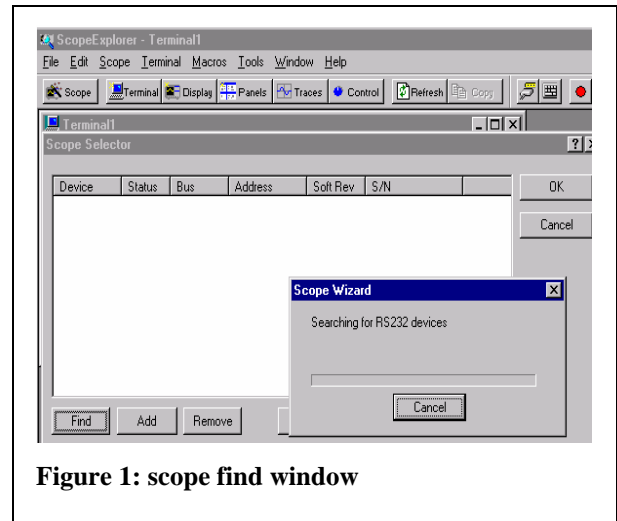 ScopeExplorer - Terminal1
File Edit Scope Terminal Macros Tools Window Help
Scope Terminal Display Panels Traces Control Refresh Copy
Terminal1
Scope Selector
Device Status Bus Address Soft Rev S/N
OK
Cancel
Scope Wizard
Searching for RS232 devices
Cancel
Find Add Remove
Figure 1: scope find window